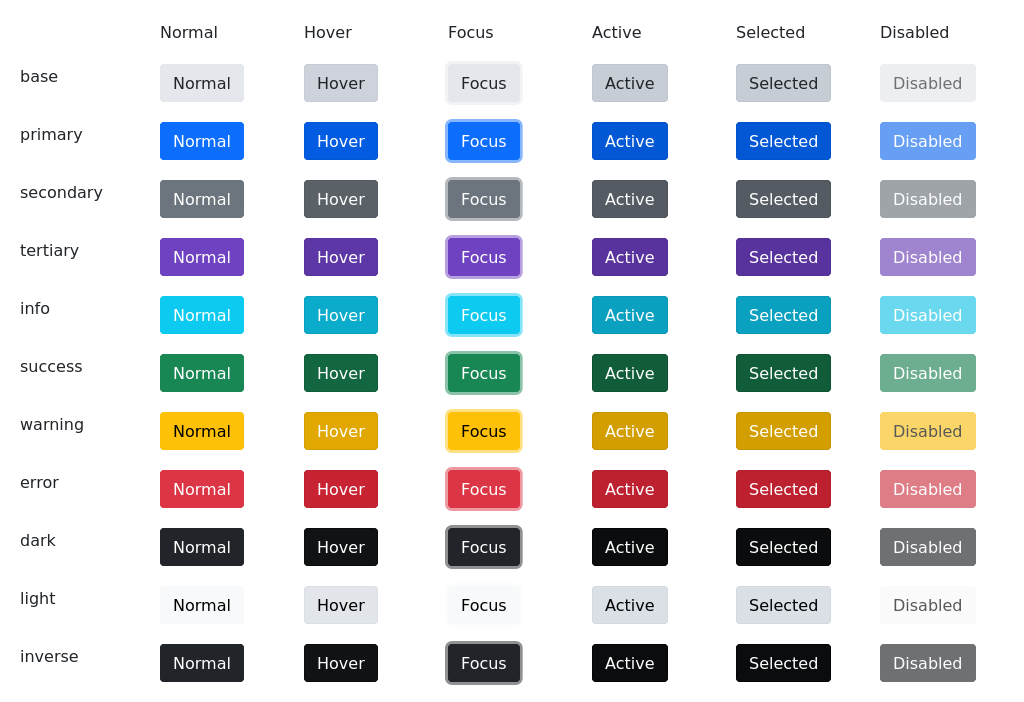 Normal Hover Focus Active Selected Disabled
base Normal Hover Focus Active Selected Disabled
primary Normal Hover Focus Active Selected Disabled
secondary Normal Hover Focus Active Selected Disabled
tertiary Normal Hover Focus Active Selected Disabled
info Normal Hover Focus Active Selected Disabled
success Normal Hover Focus Active Selected Disabled
warning Normal Hover Focus Active Selected Disabled
error Normal Hover Focus Active Selected Disabled
dark Normal Hover Focus Active Selected Disabled
light Normal Hover Focus Active Selected Disabled
inverse Normal Hover Focus Active Selected Disabled